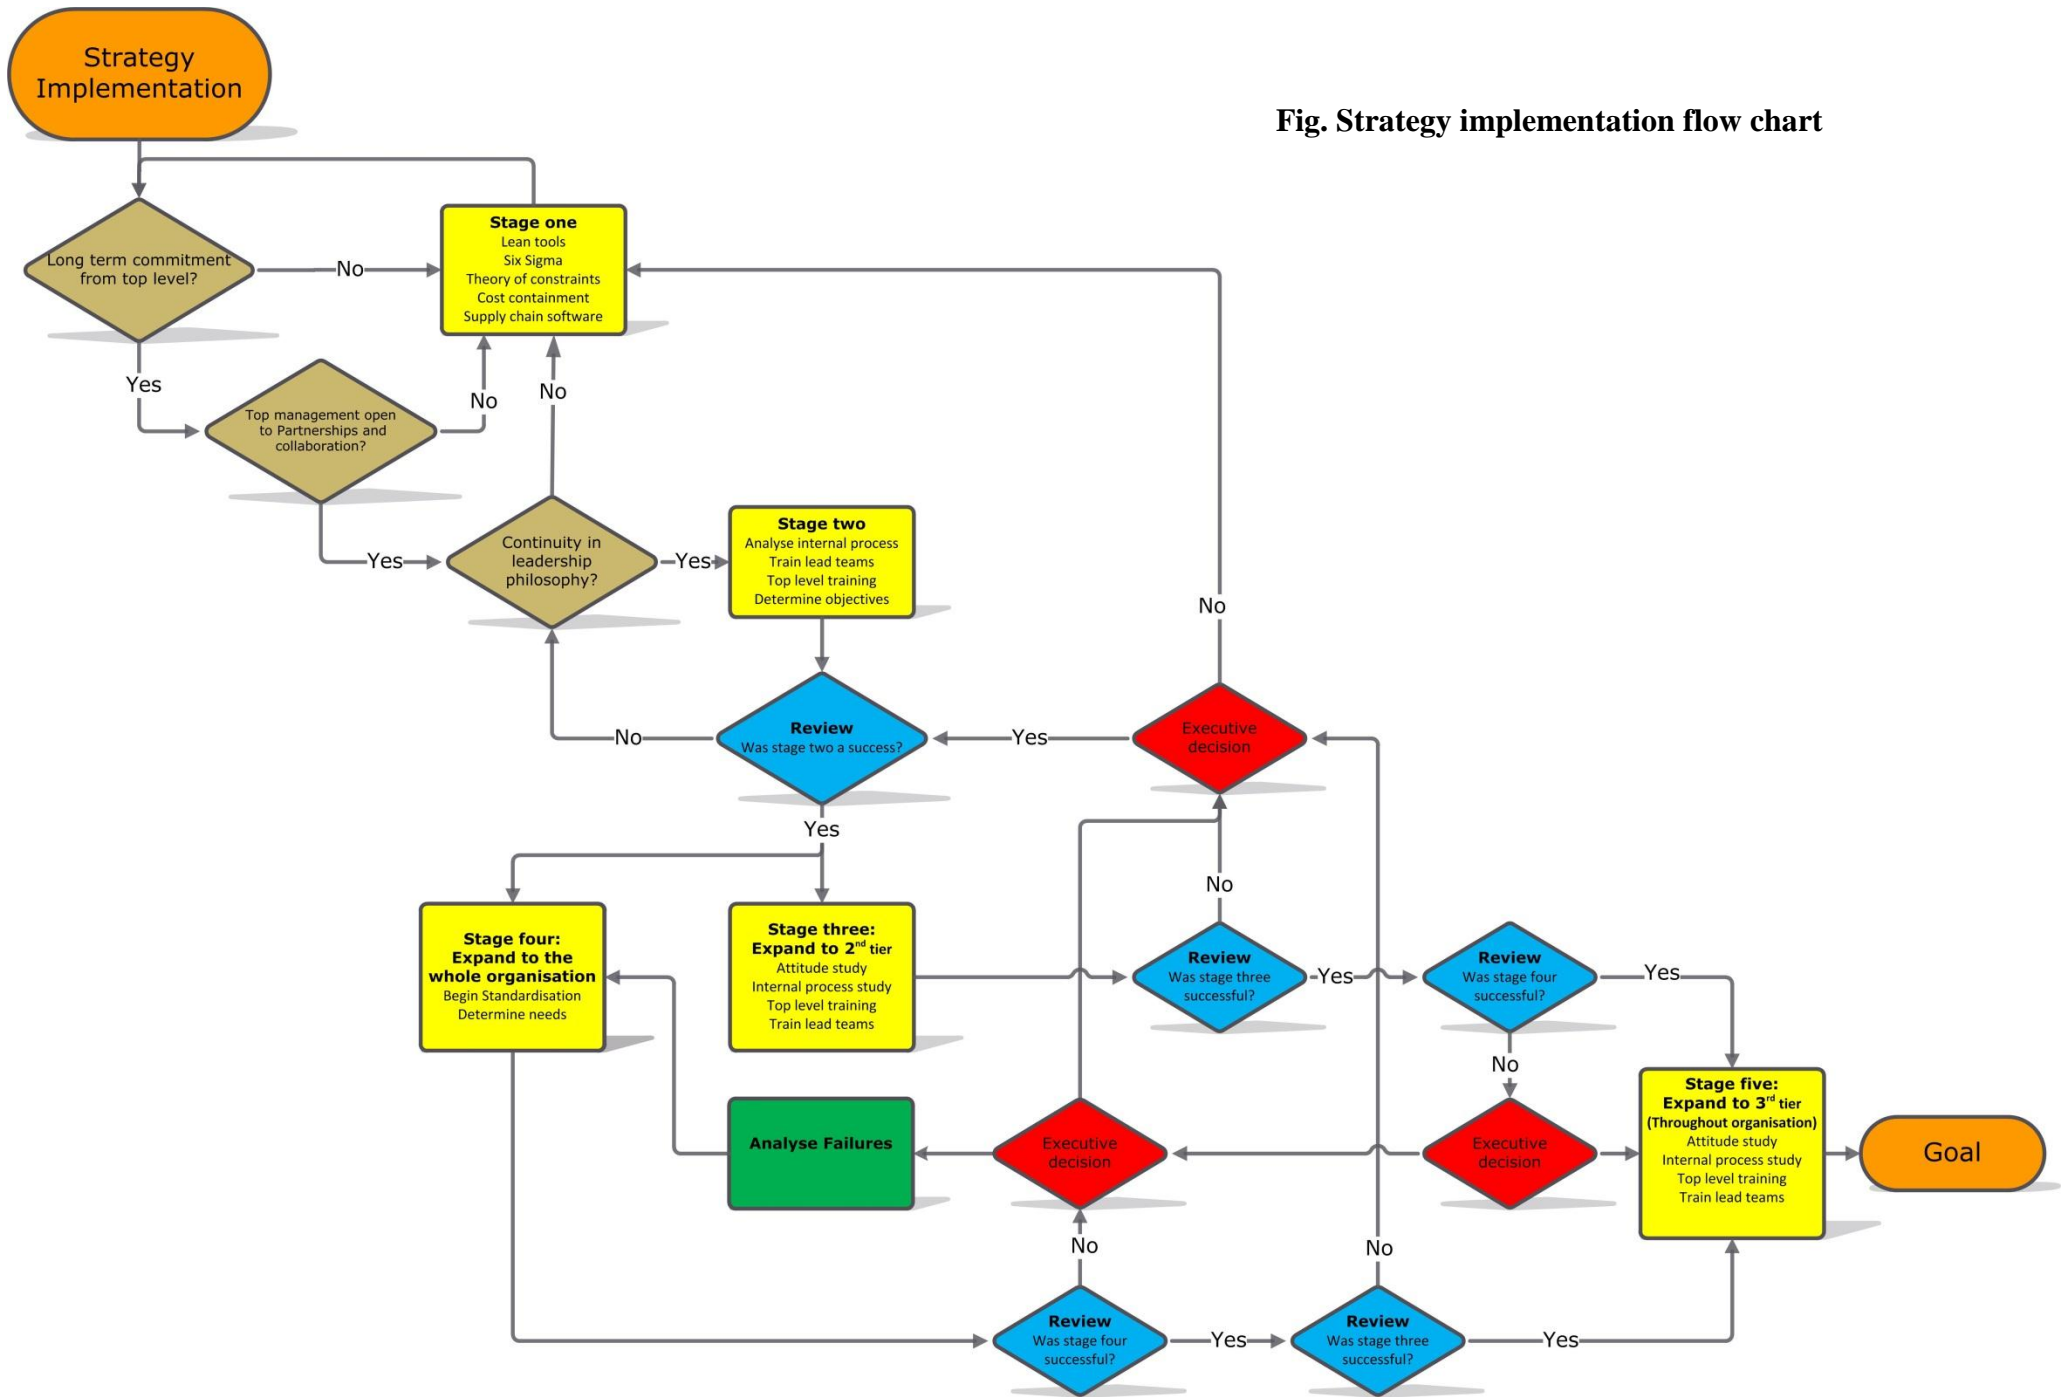 Strategy
Implementation
Fig. Strategy implementation flow chart
Long term commitment
from top level?
No
Stage one
Lean tools
Six Sigma
Theory of constraints
Cost containment
Supply chain software
Yes
Top management open
to Partnerships and
collaboration?
No
No
Yes
Continuity in
leadership
philosophy?
Yes
Stage two
Analyse internal process
Train lead teams
Top level training
Determine objectives
No
No
Review
Was stage two a success?
Yes
Executive
decision
Yes
No
Stage four:
Expand to the
whole organisation
Begin Standardisation
Determine needs
Stage three:
Expand to 2nd tier
Attitude study
Internal process study
Top level training
Train lead teams
Review
Was stage three
successful?
Yes
Review
Was stage four
successful?
Yes
No
Analyse Failures
Executive
decision
Executive
decision
Stage five:
Expand to 3rd tier
(Throughout organisation)
Attitude study
Internal process study
Top level training
Train lead teams
Goal
No
No
Review
Was stage four
successful?
Yes
Review
Was stage three
successful?
Yes